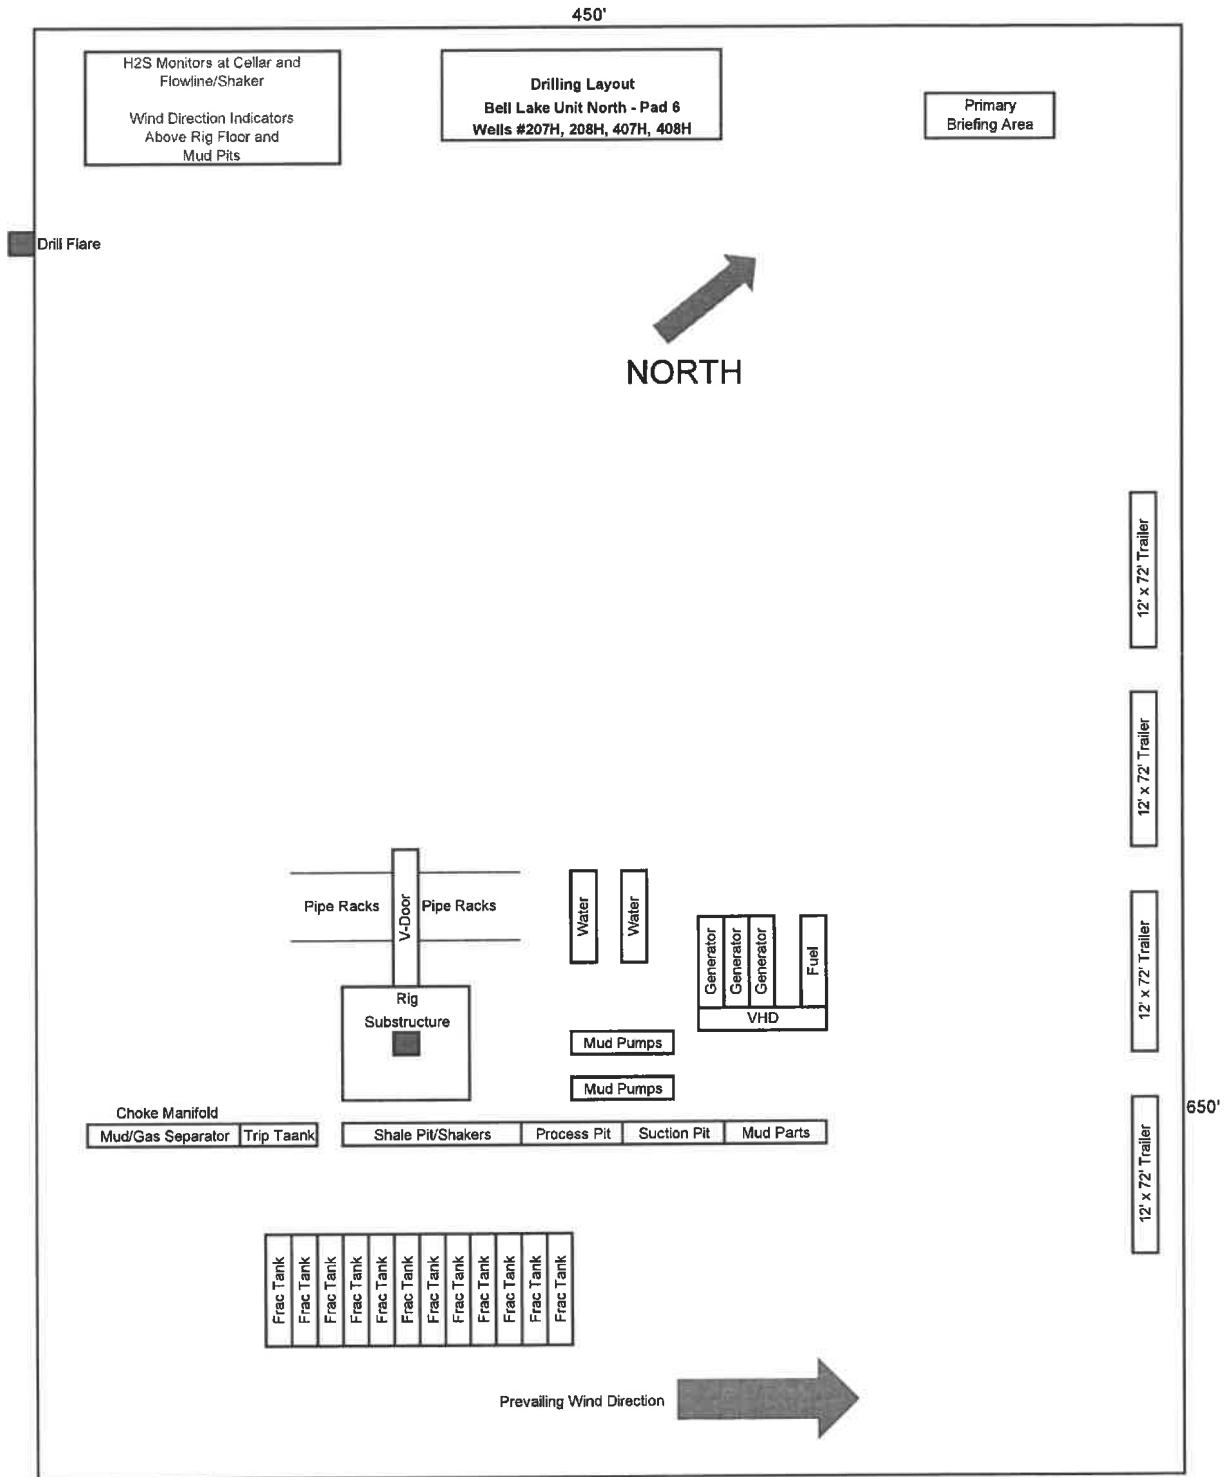 450'
H2S Monitors at Cellar and
Flowline/Shaker
Wind Direction Indicators
Above Rig Floor and
Mud Pits
Drilling Layout
Bell Lake Unit North - Pad 6
Wells #207H, 208H, 407H, 408H
Primary
Briefing Area
Drill Flare
NORTH
12' x 72' Trailer
12' x 72' Trailer
12' x 72' Trailer
12' x 72' Trailer
650'
Pipe Racks
V-Door
Pipe Racks
Water
Water
Generator
Generator
Generator
Fuel
VHD
Rig
Substructure
Mud Pumps
Mud Pumps
Choke Manifold
Mud/Gas Separator
Trip Taank
Shale Pit/Shakers
Process Pit
Suction Pit
Mud Parts
Frac Tank
Frac Tank
Frac Tank
Frac Tank
Frac Tank
Frac Tank
Frac Tank
Frac Tank
Frac Tank
Frac Tank
Frac Tank
Frac Tank
Prevailing Wind Direction